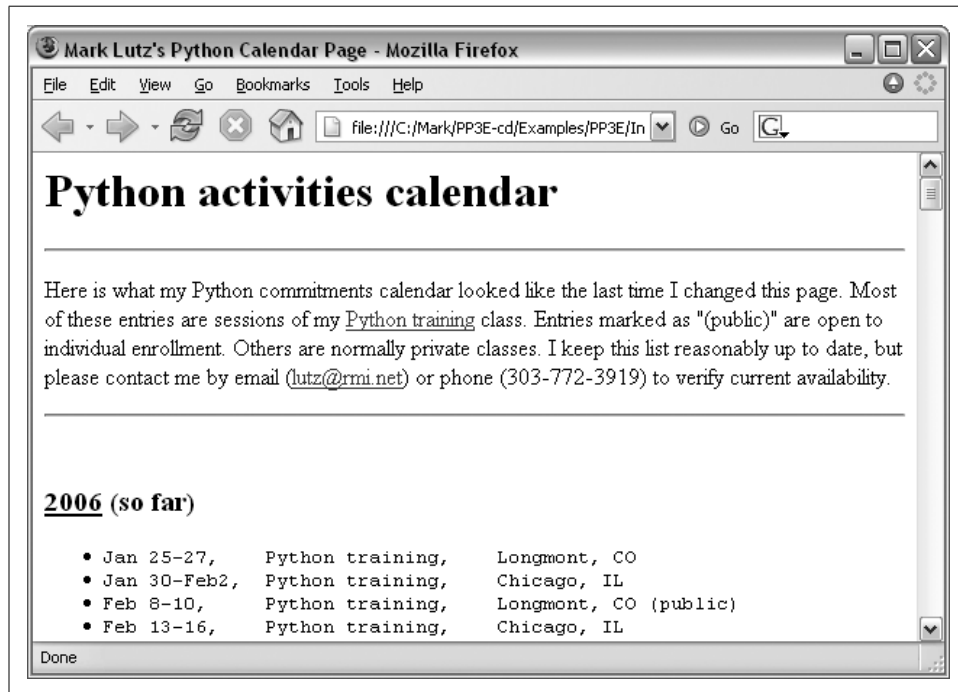 Mark Lutz's Python Calendar Page - Mozilla Firefox
File Edit View Go Bookmarks Tools Help
file:///C:/Mark/PP3E-cd/Examples/PP3E/In Go G
Python activities calendar
Here is what my Python commitments calendar looked like the last time I changed this page. Most
of these entries are sessions of my Python training class. Entries marked as "(public)" are open to
individual enrollment. Others are normally private classes. I keep this list reasonably up to date, but
please contact me by email (lutz@rmi.net) or phone (303-772-3919) to verify current availability.
2006 (so far)
• Jan 25-27, Python training, Longmont, CO
• Jan 30-Feb2, Python training, Chicago, IL
• Feb 8-10, Python training, Longmont, CO (public)
• Feb 13-16, Python training, Chicago, IL
Done